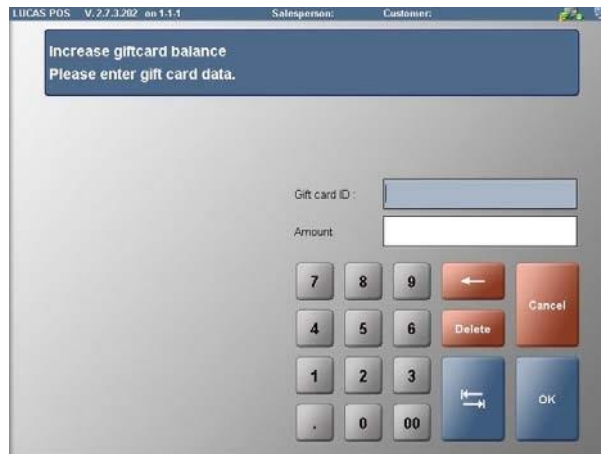 LUCAS POS V.2.7.3.202 on 1-1-1 Salesperson: Customer:
Increase giftcard balance
Please enter gift card data.
Gift card ID :
Amount
7 8 9
Cancel
4 5 6 Delete
1 2 3
OK
. 0 00